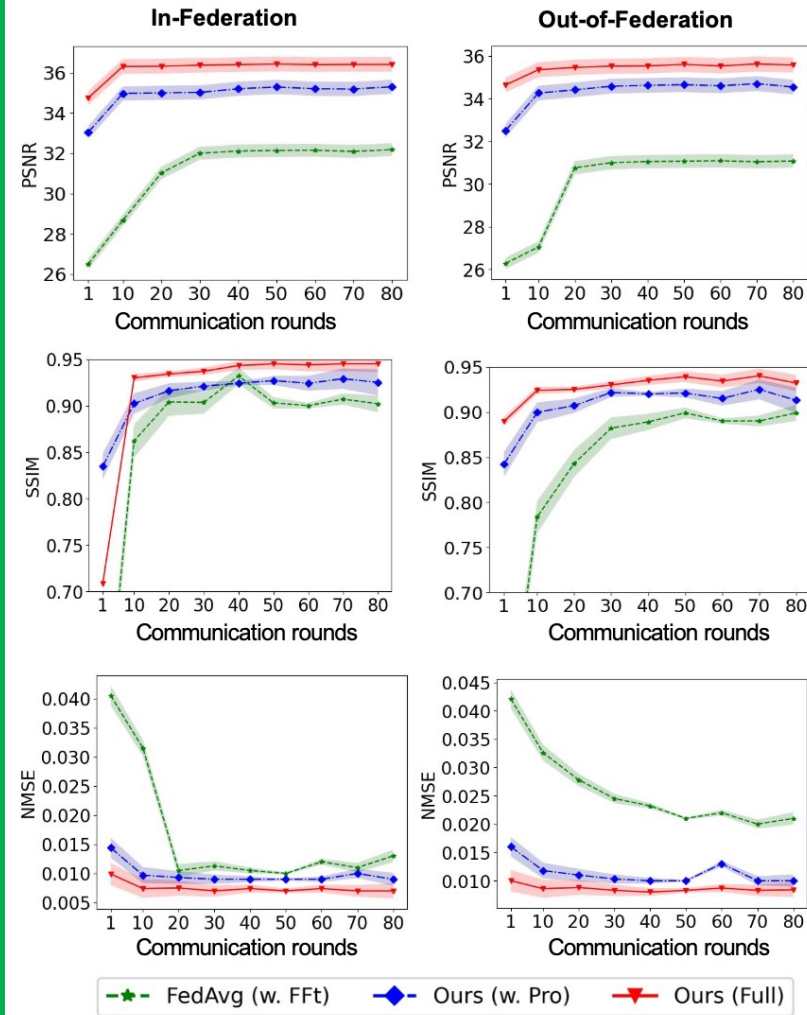 In-Federation
Out-of-Federation
36
34
32
30
28
26
PSNR
1 10 20 30 40 50 60 70 80
Communication rounds
36
34
32
30
28
26
PSNR
1 10 20 30 40 50 60 70 80
Communication rounds
0.95
0.90
0.85
0.80
0.75
0.70
SSIM
1 10 20 30 40 50 60 70 80
Communication rounds
0.95
0.90
0.85
0.80
0.75
0.70
SSIM
1 10 20 30 40 50 60 70 80
Communication rounds
0.040
0.035
0.030
0.025
0.020
0.015
0.010
0.005
NMSE
1 10 20 30 40 50 60 70 80
Communication rounds
0.045
0.040
0.035
0.030
0.025
0.020
0.015
0.010
NMSE
1 10 20 30 40 50 60 70 80
Communication rounds
FedAvg (w. FFt) Ours (w. Pro) Ours (Full)